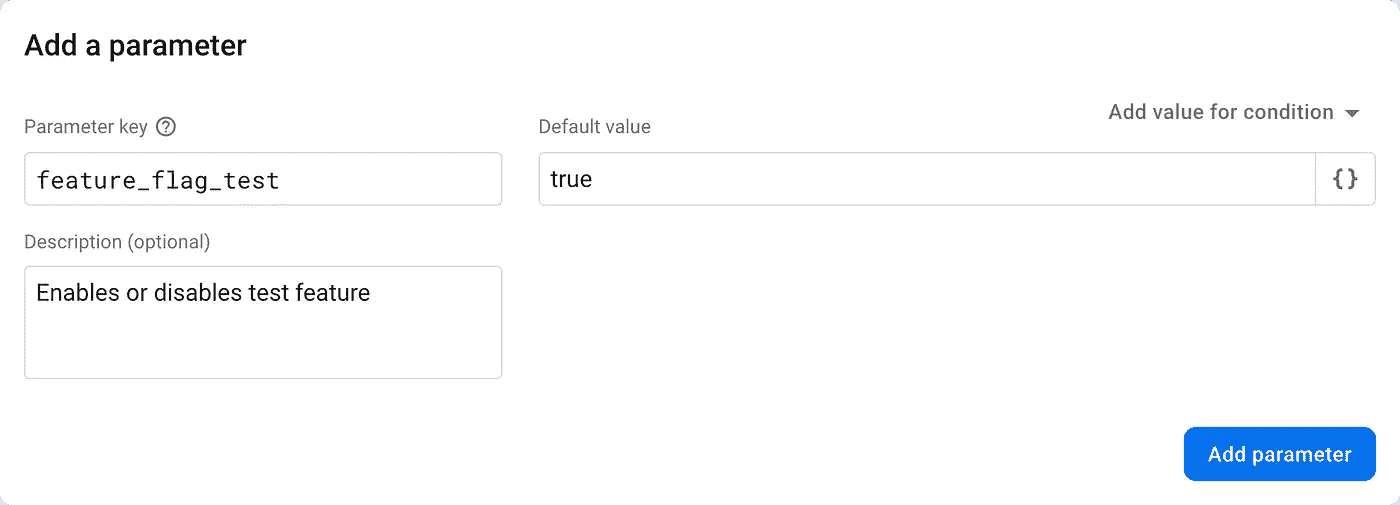 Add a parameter
Add value for condition
Parameter key ?
Default value
feature_flag_test
true
{}
Description (optional)
Enables or disables test feature
Add parameter